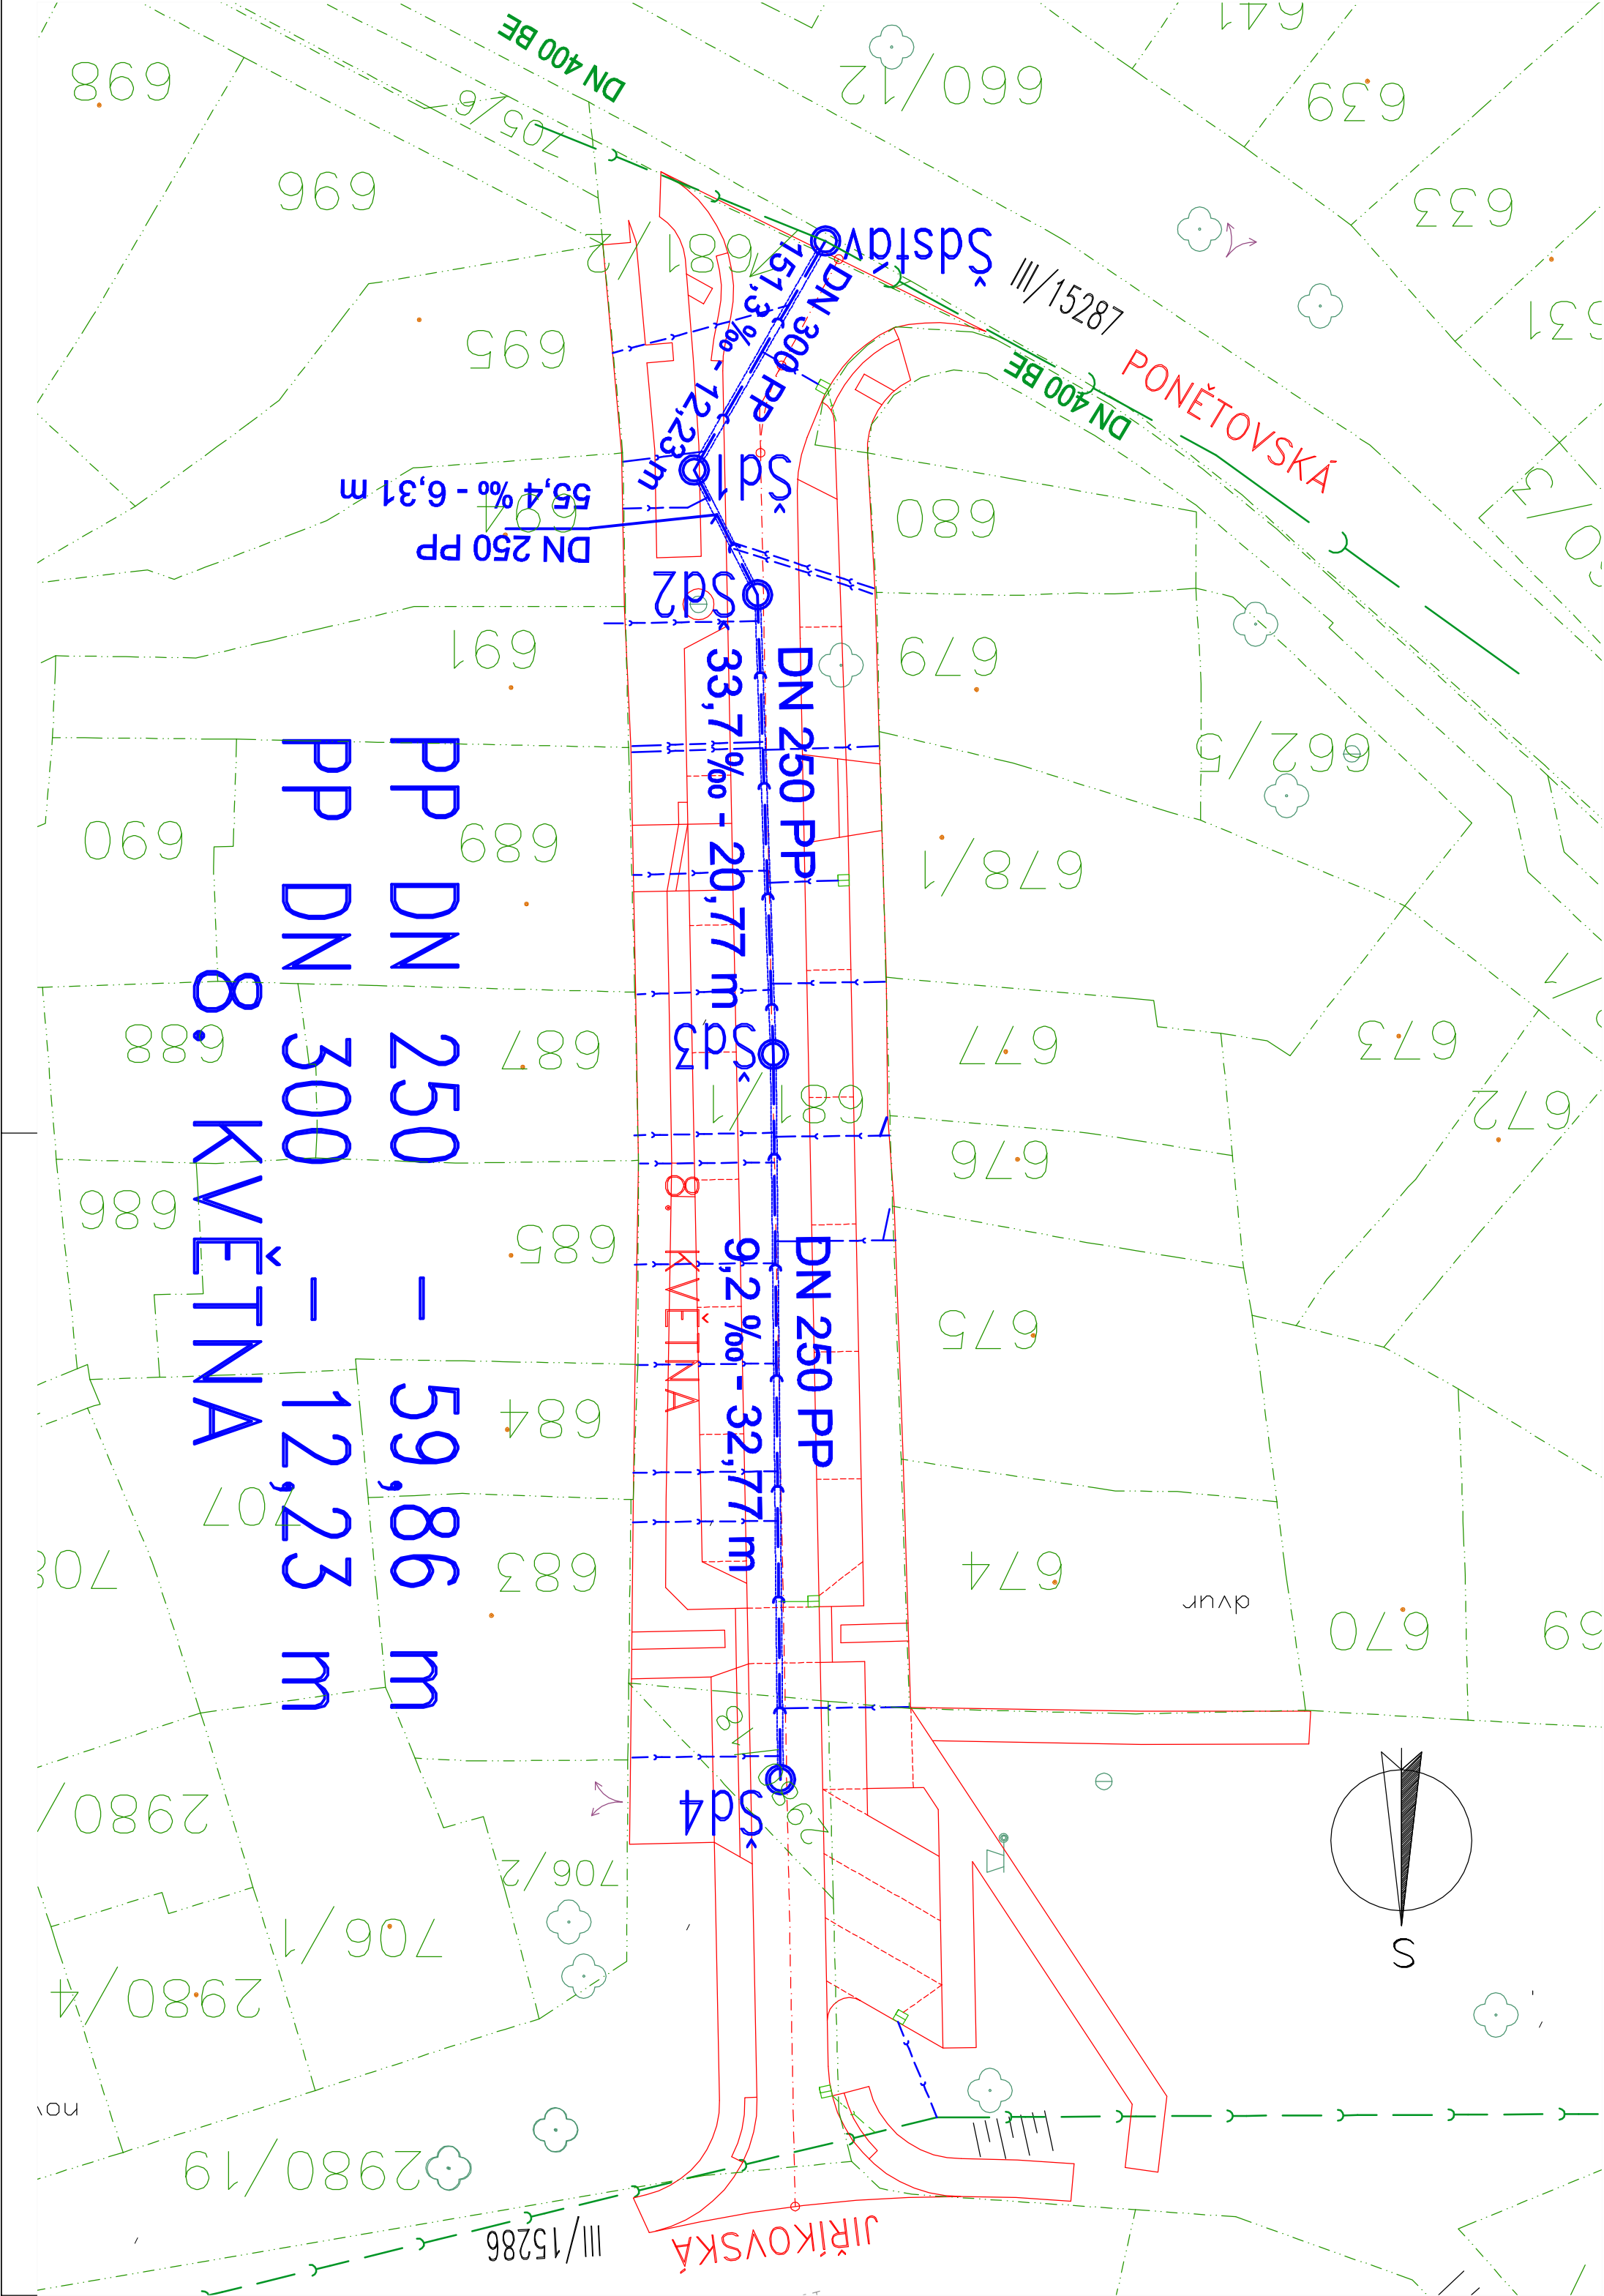 DN 400 BE
641
698
660/12
639
705/6
696
633
681/2
Šdstáv
III/15287
DN 300 PP
151,3 ‰ - 12,23 m
631
695
DN 400 BE
PONĚTOVSKÁ
Šd1
DN 250 PP
55,4 ‰ - 6,31 m
694
680
Šd2
691
679
DN 250 PP
33,7 ‰ - 20,77 m
662/5
690
689
678/1
688
687
Šd3
681/1
677
673
672
676
686
685
675
8. KVĚTNA
DN 250 PP
9,2 ‰ - 32,77 m
8. KVĚTNA
PP DN 250 - 59,86 m
PP DN 300 - 12,23 m
684
707
708
683
674
dvur
670
69
2980/
Šd4
706/2
706/1
2980/4
S
nov
2980/19
III/15286
JIŘÍKOVSKÁ